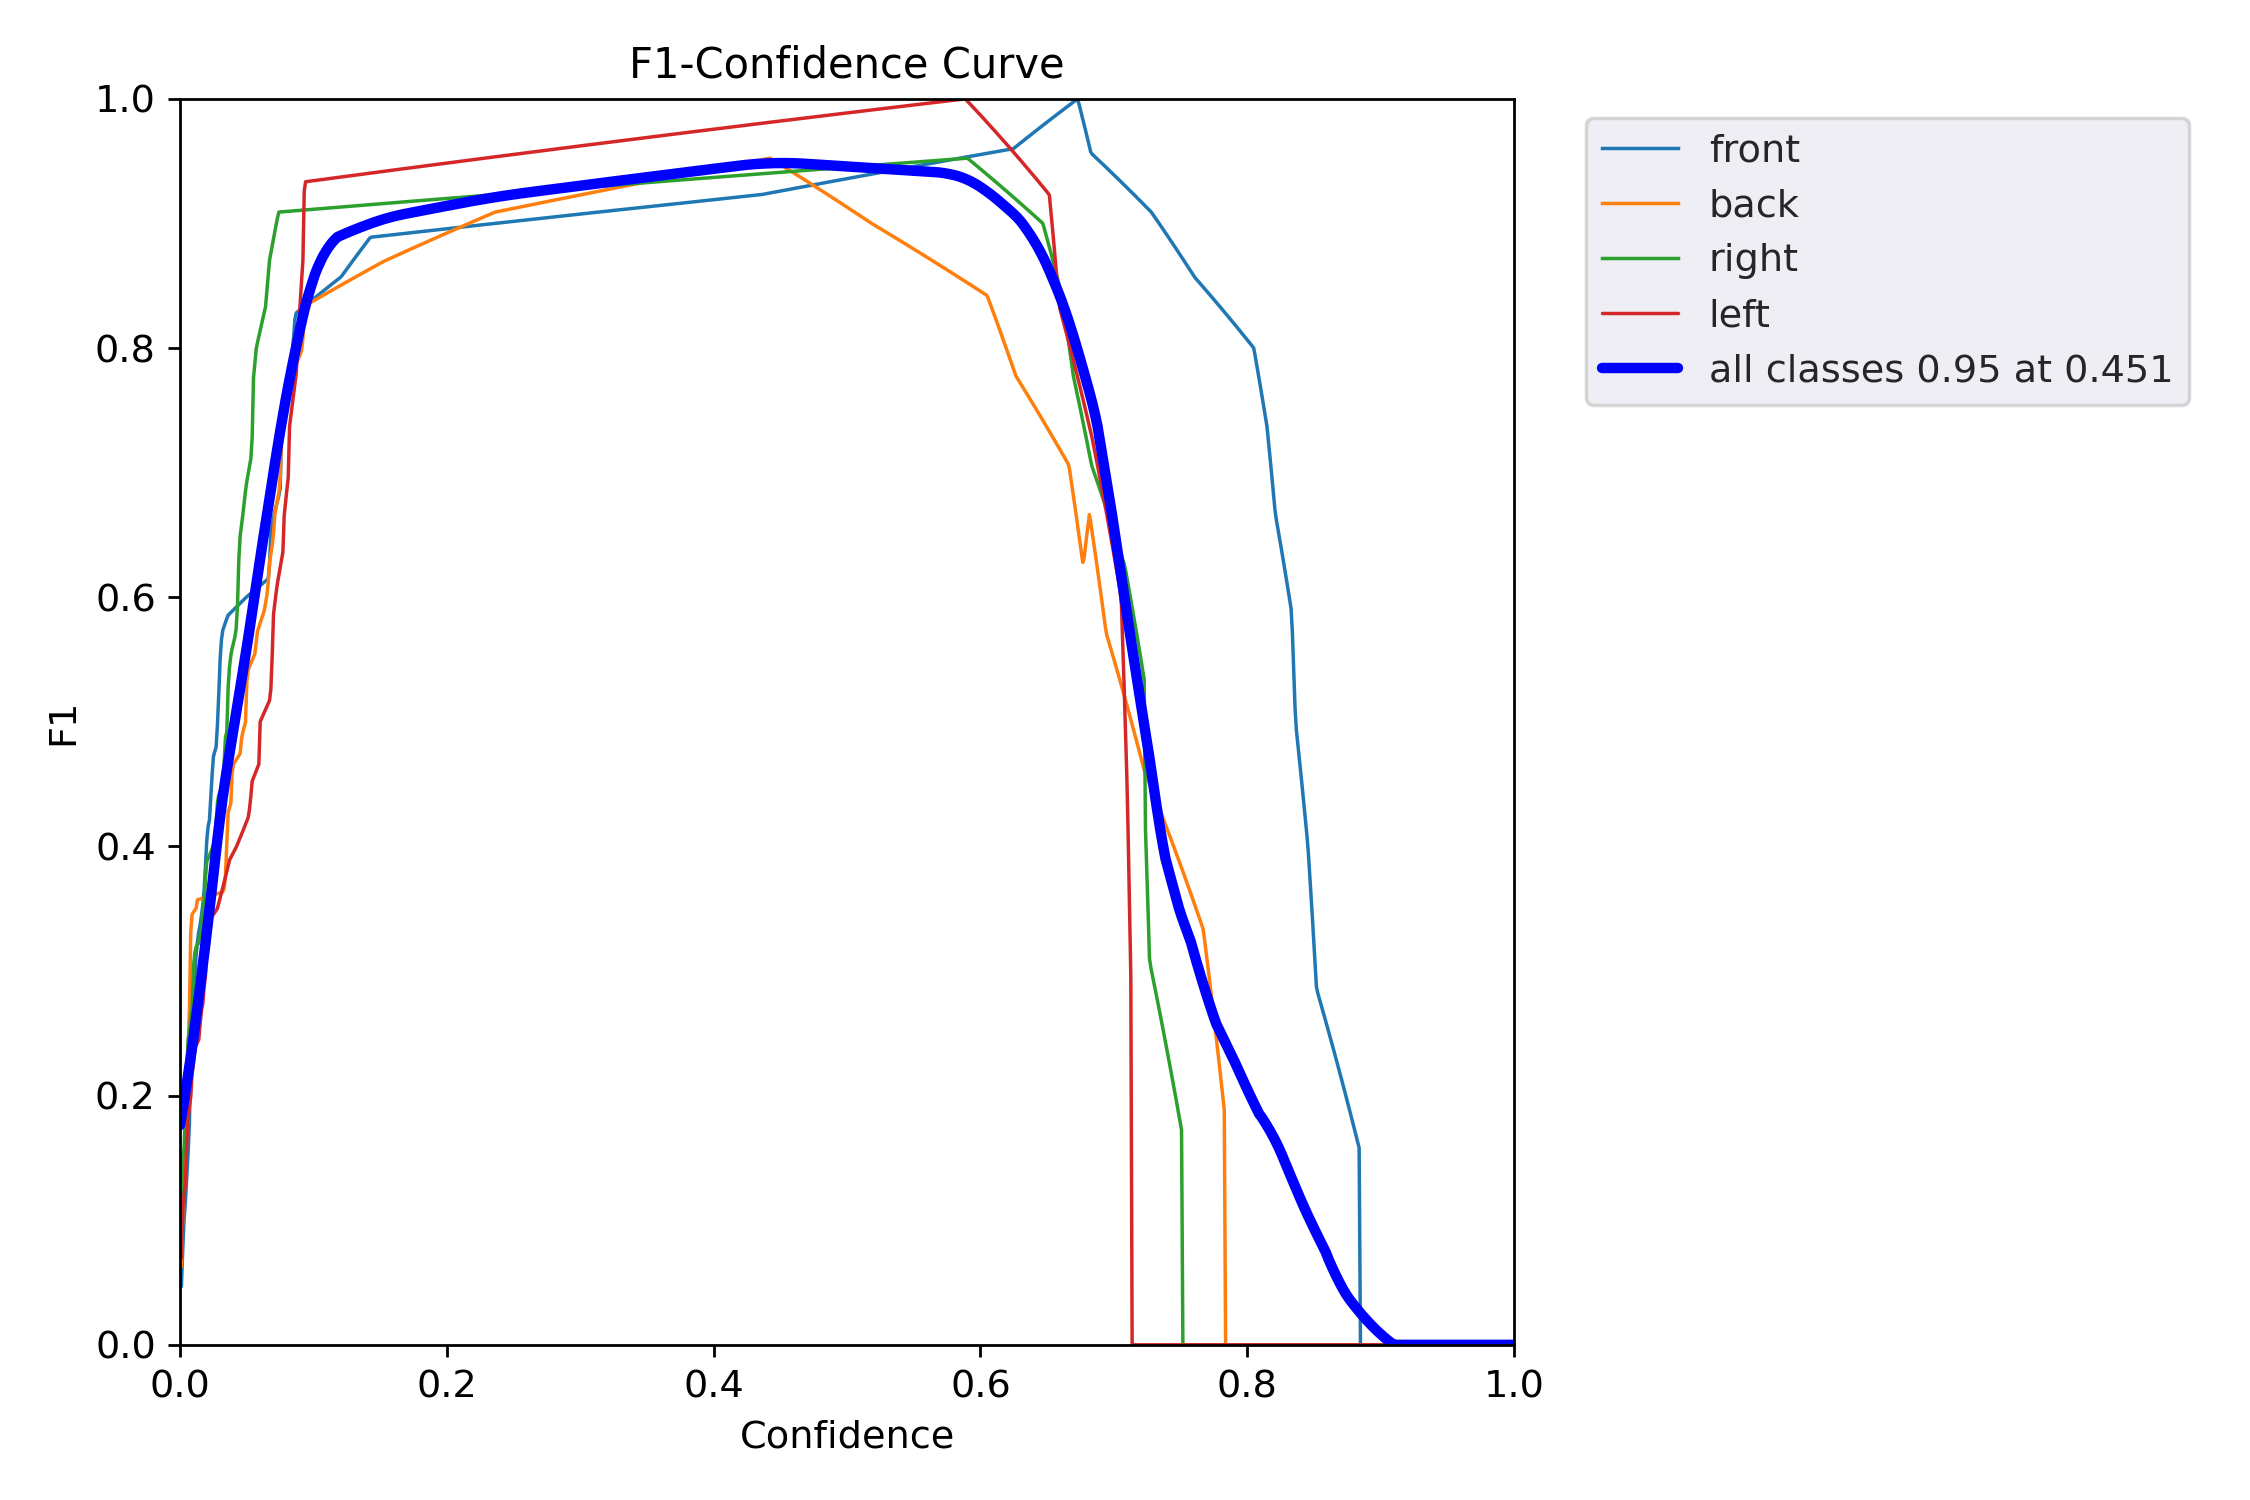 F1-Confidence Curve
1.0
0.8
0.6
0.4
0.2
0.0
F1
0.0 0.2 0.4 0.6 0.8 1.0
Confidence
front
back
right
left
all classes 0.95 at 0.451